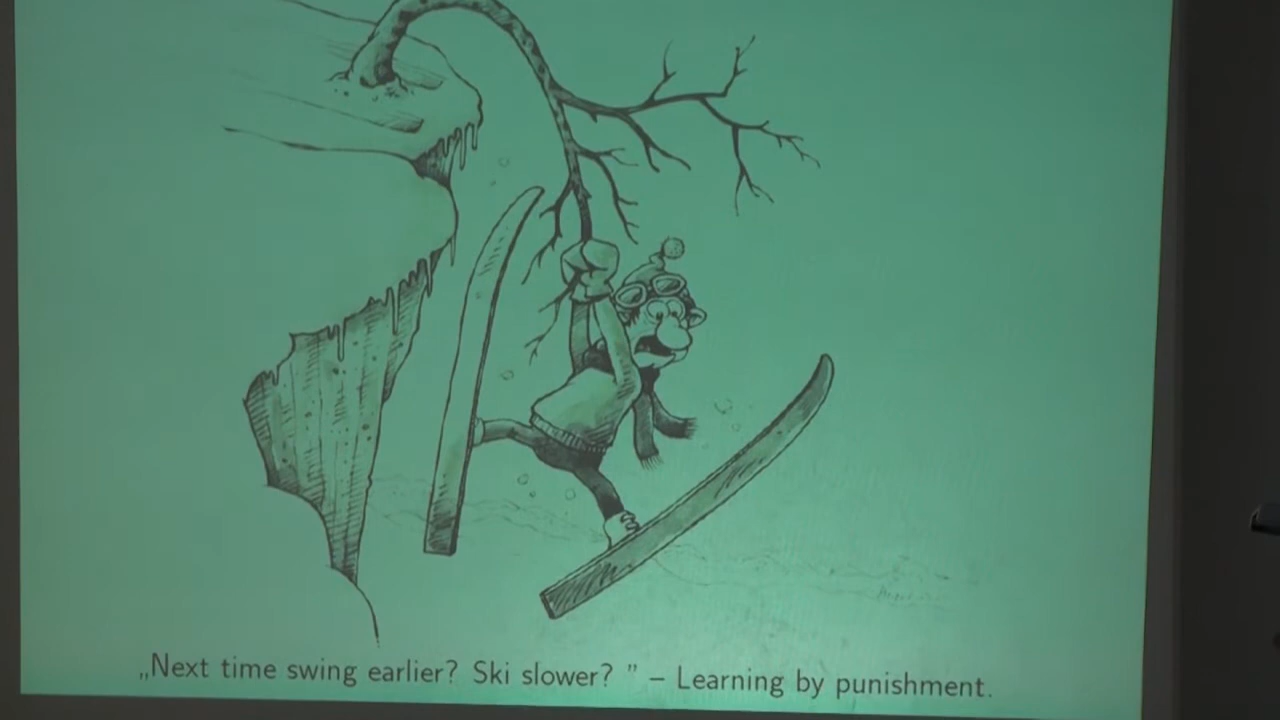 „Next time swing earlier? Ski slower? ” – Learning by punishment.